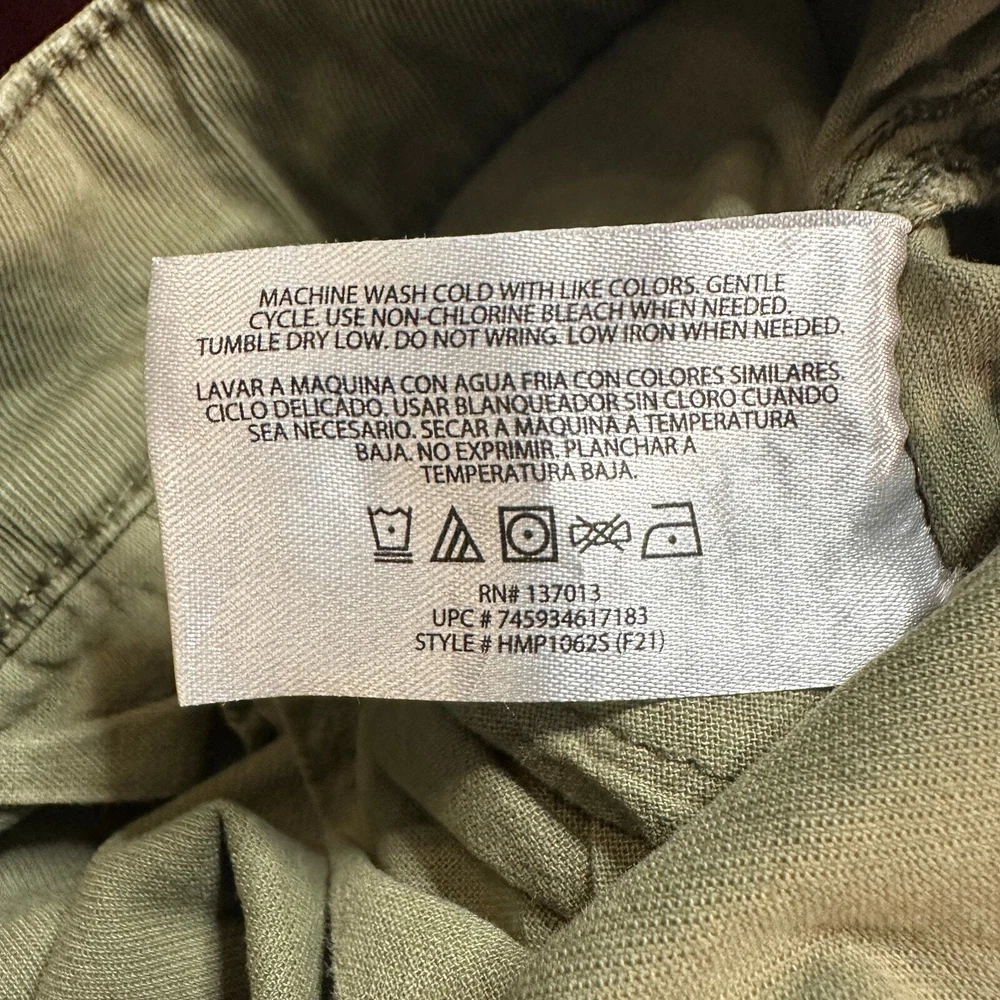 MACHINE WASH COLD WITH LIKE COLORS. GENTLE
CYCLE. USE NON-CHLORINE BLEACH WHEN NEEDED.
TUMBLE DRY LOW. DO NOT WRING. LOW IRON WHEN NEEDED.
LAVAR A MAQUINA CON AGUA FRIA CON COLORES SIMILARES.
CICLO DELICADO. USAR BLANQUEADOR SIN CLORO CUANDO
SEA NECESARIO. SECAR A MAQUINA A TEMPERATURA
BAJA. NO EXPRIMIR. PLANCHAR A
TEMPERATURA BAJA.
RN# 137013
UPC # 745934617183
STYLE # HMP1062S (F21)